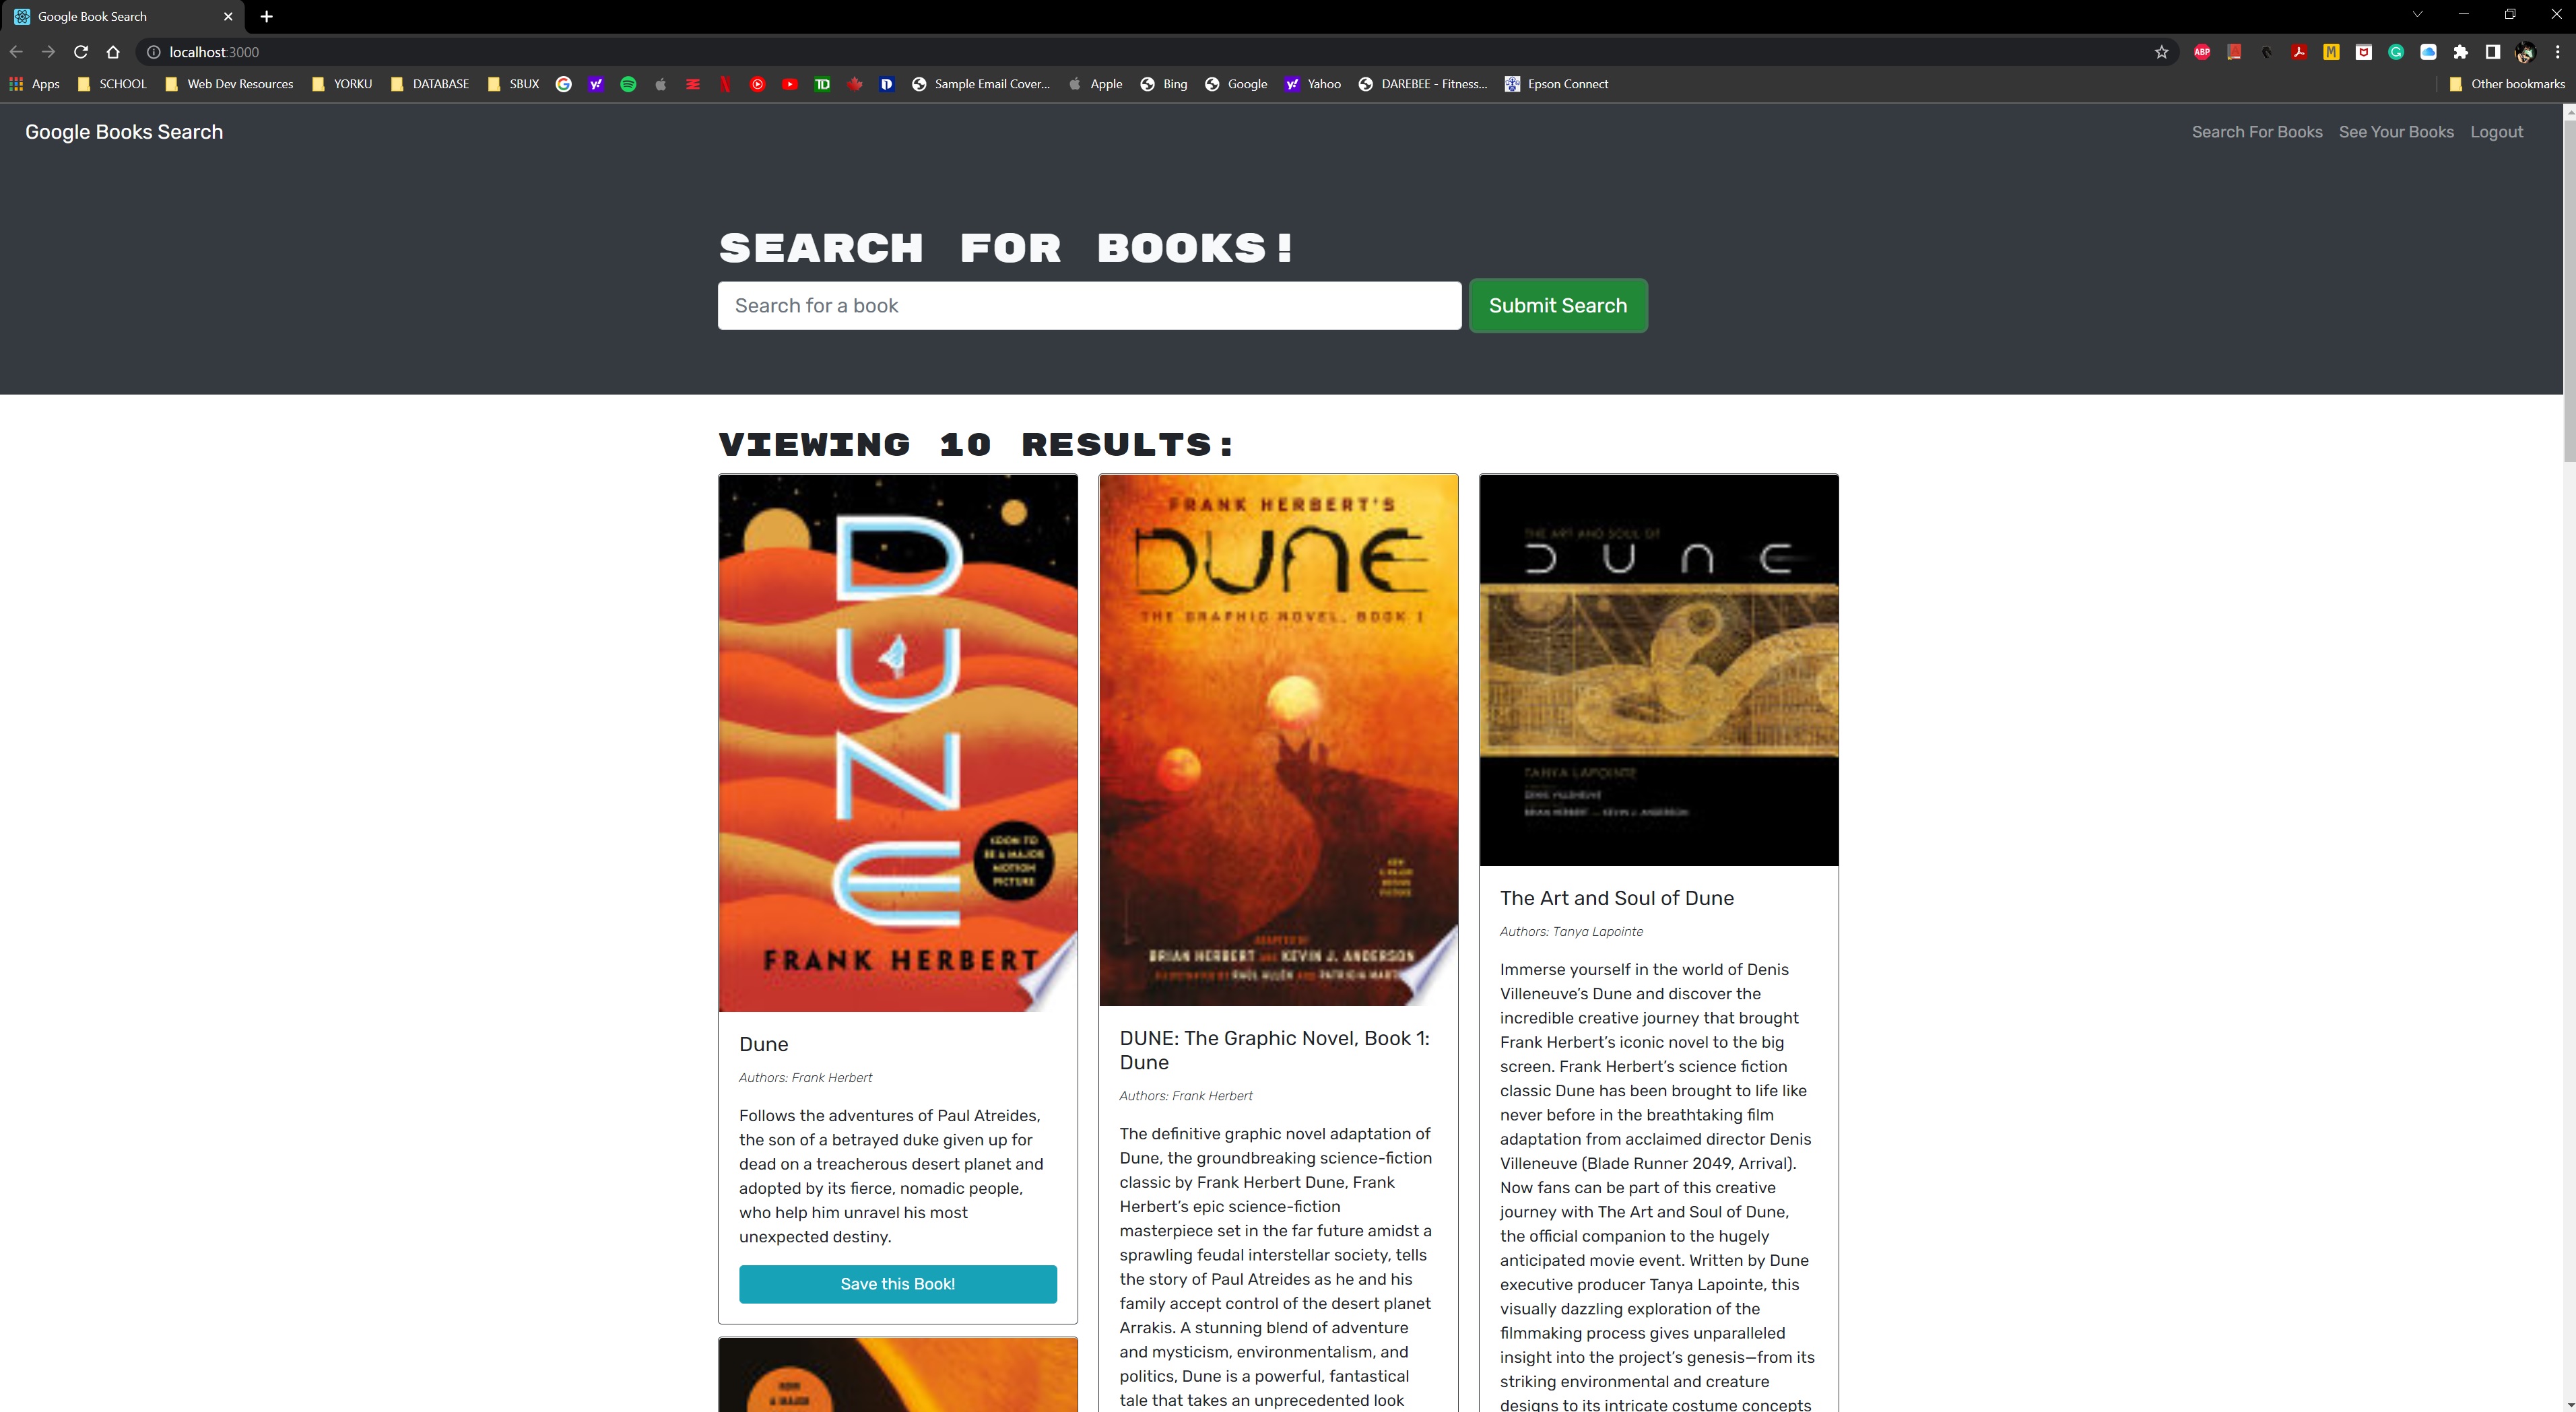 Google Book Search
localhost:3000
Apps SCHOOL Web Dev Resources YORKU DATABASE SBUX Sample Email Cover... Apple Bing Google Yahoo DAREBEE - Fitness... Epson Connect Other bookmarks
Google Books Search
Search For Books See Your Books Logout
SEARCH FOR BOOKS!
Search for a book
Submit Search
VIEWING 10 RESULTS:
DUNE
SOON TO
BE A MAJOR
MOTION
PICTURE
FRANK HERBERT
Dune
Authors: Frank Herbert
Follows the adventures of Paul Atreides,
the son of a betrayed duke given up for
dead on a treacherous desert planet and
adopted by its fierce, nomadic people,
who help him unravel his most
unexpected destiny.
Save this Book!
NOW
A MAJOR
FRANK HERBERT'S
DUNE
THE GRAPHIC NOVEL, BOOK 1
ADAPTED BY
BRIAN HERBERT AND KEVIN J. ANDERSON
DUNE: The Graphic Novel, Book 1:
Dune
Authors: Frank Herbert
The definitive graphic novel adaptation of
Dune, the groundbreaking science-fiction
classic by Frank Herbert Dune, Frank
Herbert’s epic science-fiction
masterpiece set in the far future amidst a
sprawling feudal interstellar society, tells
the story of Paul Atreides as he and his
family accept control of the desert planet
Arrakis. A stunning blend of adventure
and mysticism, environmentalism, and
politics, Dune is a powerful, fantastical
tale that takes an unprecedented look
THE ART AND SOUL OF
DUNE
TANYA LAPOINTE
DENIS VILLENEUVE
BRIAN HERBERT KEVIN J. ANDERSON
The Art and Soul of Dune
Authors: Tanya Lapointe
Immerse yourself in the world of Denis
Villeneuve’s Dune and discover the
incredible creative journey that brought
Frank Herbert’s iconic novel to the big
screen. Frank Herbert’s science fiction
classic Dune has been brought to life like
never before in the breathtaking film
adaptation from acclaimed director Denis
Villeneuve (Blade Runner 2049, Arrival).
Now fans can be part of this creative
journey with The Art and Soul of Dune,
the official companion to the hugely
anticipated movie event. Written by Dune
executive producer Tanya Lapointe, this
visually dazzling exploration of the
filmmaking process gives unparalleled
insight into the project’s genesis—from its
striking environmental and creature
designs to its intricate costume concepts